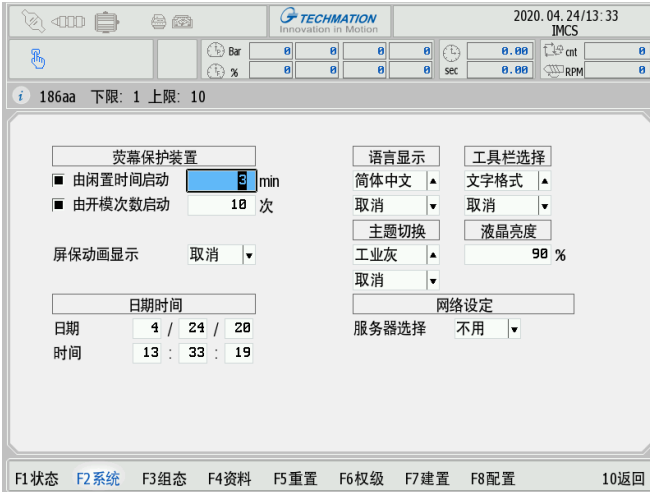 TECHMATION
Innovation in Motion
2020.04.24/13:33
IMCS
Bar 0 0 0 0 sec 0.00 cnt 0
% 0 0 0 0 0.00 RPM 0
i 186aa 下限: 1 上限: 10
荧幕保护装置 语言显示 工具栏选择
由闲置时间启动 3 min 简体中文 文字格式
由开模次数启动 10 次 取消 取消
主题切换 液晶亮度
屏保动画显示 取消 工业灰 90 %
取消
日期时间 网络设定
日期 4 / 24 / 20 服务器选择 不用
时间 13 : 33 : 19
F1状态 F2系统 F3组态 F4资料 F5重置 F6权级 F7建置 F8配置 10返回